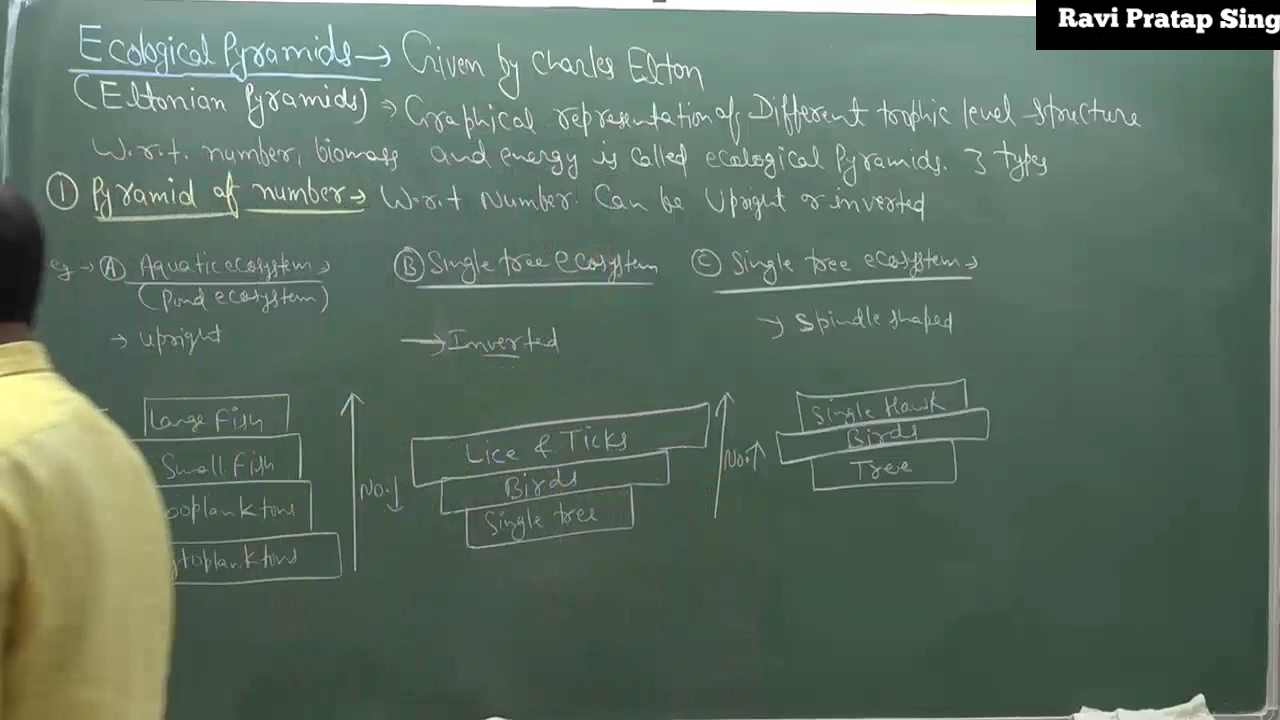 Ravi Pratap Sing
Ecological Pyramids → Given by Charles Elton
(Eltonian Pyramids) → Graphical representation of Different trophic level structure
W.r.t. number, biomass and energy is called ecological Pyramids. 3 types
① Pyramid of number → W.r.t Number. Can be Upright or inverted
eg → Ⓐ Aquatic ecosystem →
(Pond ecosystem)
→ upright
Large Fish
Small fish
ooplanktons
ytoplanktons
No. ↓
Ⓑ Single tree ecosystem
→ Inverted
Lice & Ticks
Birds
Single tree
No. ↑
Ⓒ Single tree ecosystem →
→ Spindle shaped
Single Hawk
Birds
Tree